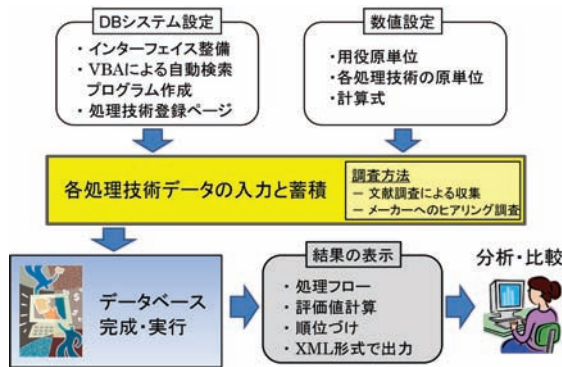 DBシステム設定
・インターフェイス整備
・VBAによる自動検索
プログラム作成
・処理技術登録ページ
数値設定
・用役原単位
・各処理技術の原単位
・計算式
各処理技術データの入力と蓄積
調査方法
－ 文献調査による収集
－ メーカーへのヒアリング調査
データベース
完成・実行
結果の表示
・処理フロー
・評価値計算
・順位づけ
・XML形式で出力
分析・比較